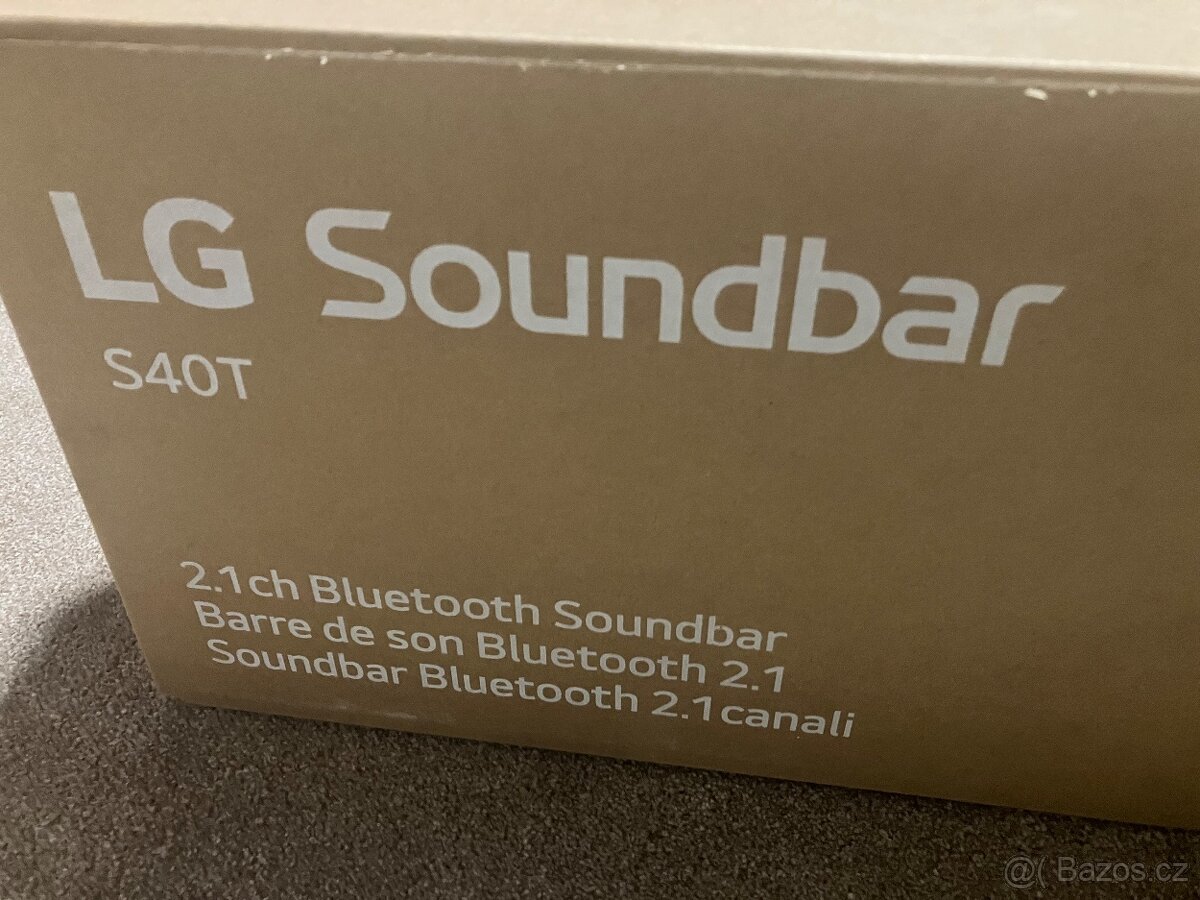 LG Soundbar
S40T
2.1ch Bluetooth Soundbar
Barre de son Bluetooth 2.1
Soundbar Bluetooth 2.1canali
@( Bazos.cz